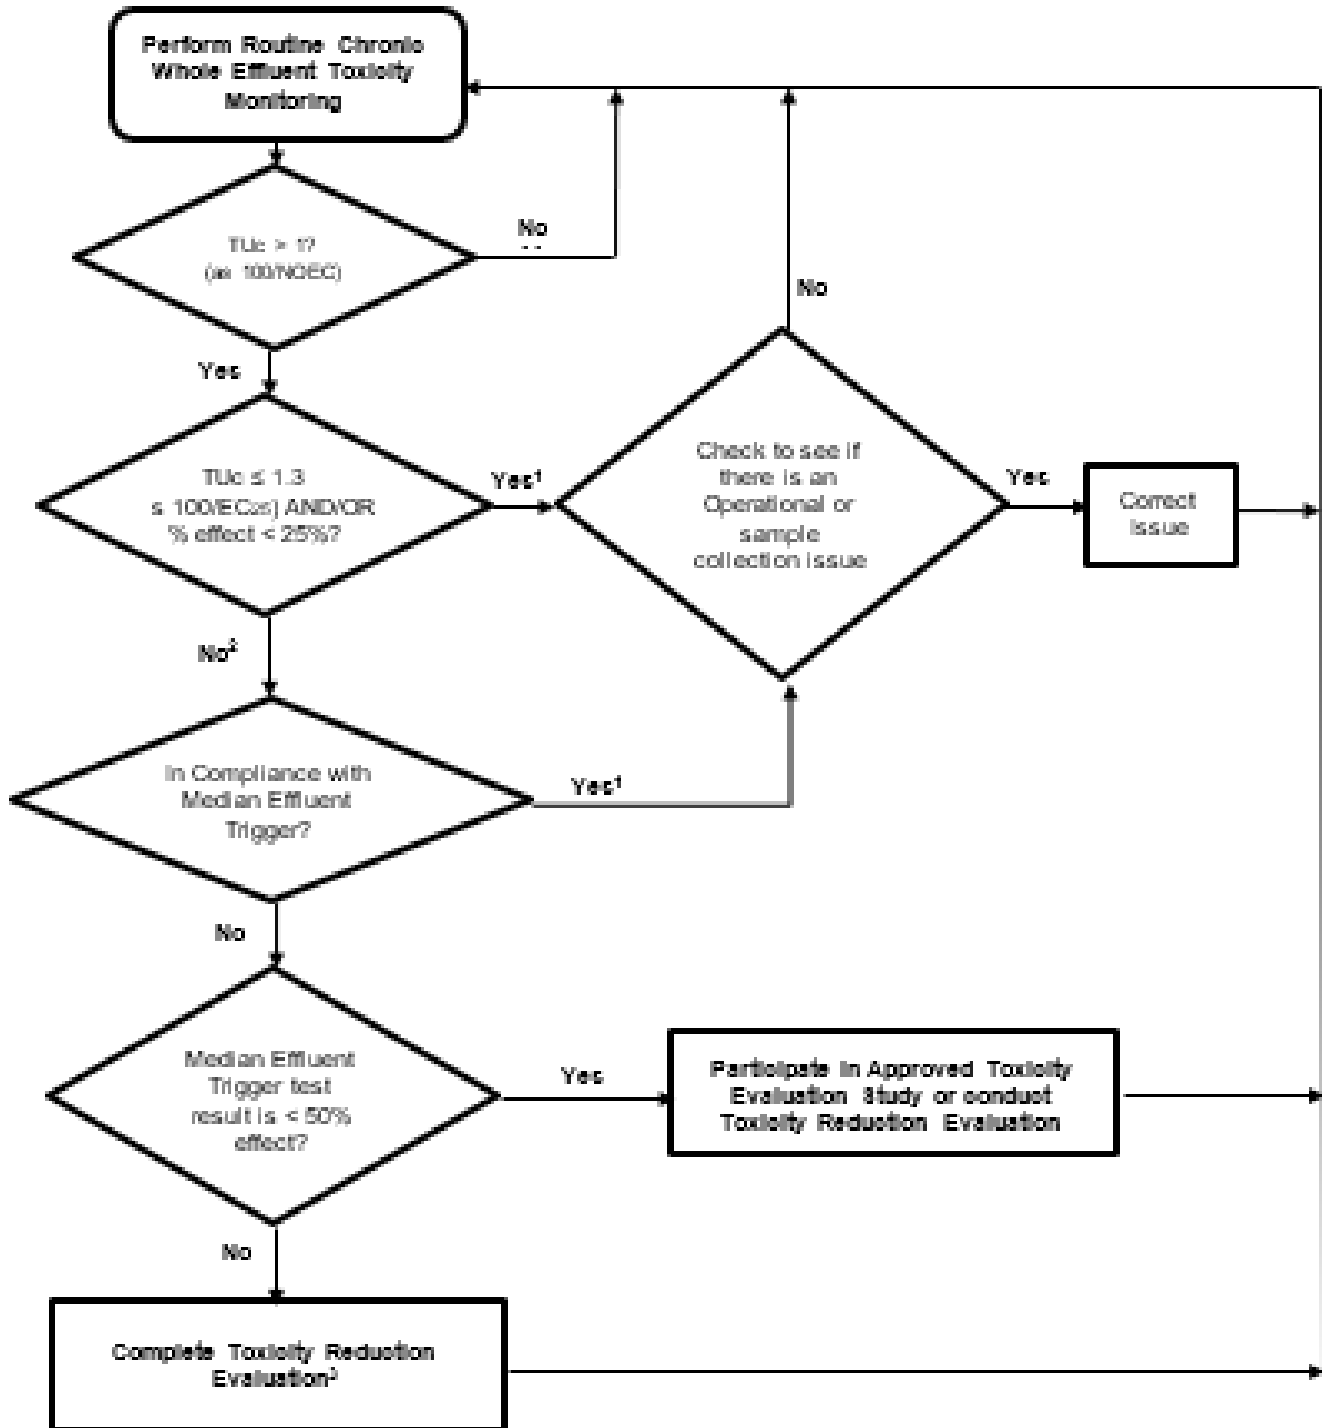 Perform Routine Chronic
Whole Effluent Toxicity
Monitoring
TUc > 1?
(as 100/NOEC)
No
Yes
TUc ≤ 1.3
≤ 100/EC25) AND/OR
% effect < 25%?
Yes¹
Check to see if
there is an
Operational or
sample
collection issue
No
Yes
Correct
Issue
No²
In Compliance with
Median Effluent
Trigger?
Yes¹
No
Median Effluent
Trigger test
result is < 50%
effect?
Yes
Participate in Approved Toxicity
Evaluation Study or conduct
Toxicity Reduction Evaluation
No
Complete Toxicity Reduction
Evaluation³